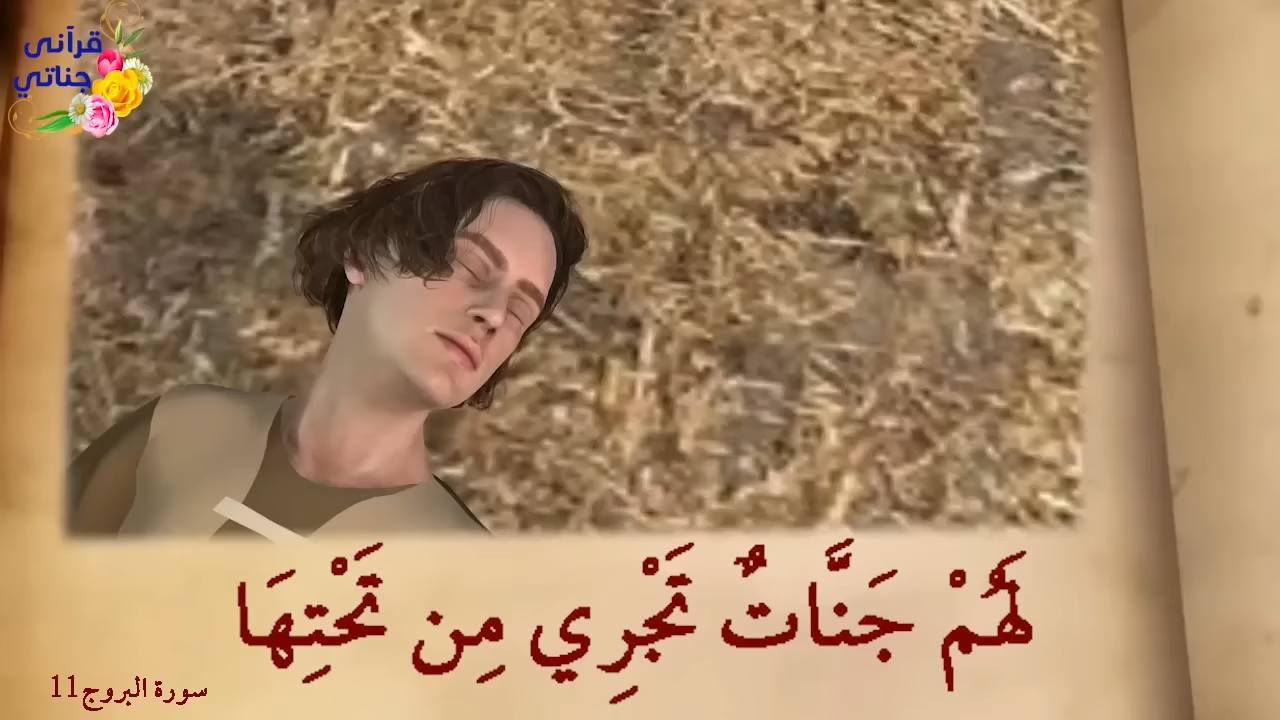 قرآنى
جناتي
لَهُمْ جَنَّاتٌ تَجْرِي مِن تَحْتِهَا
سورة البروج11